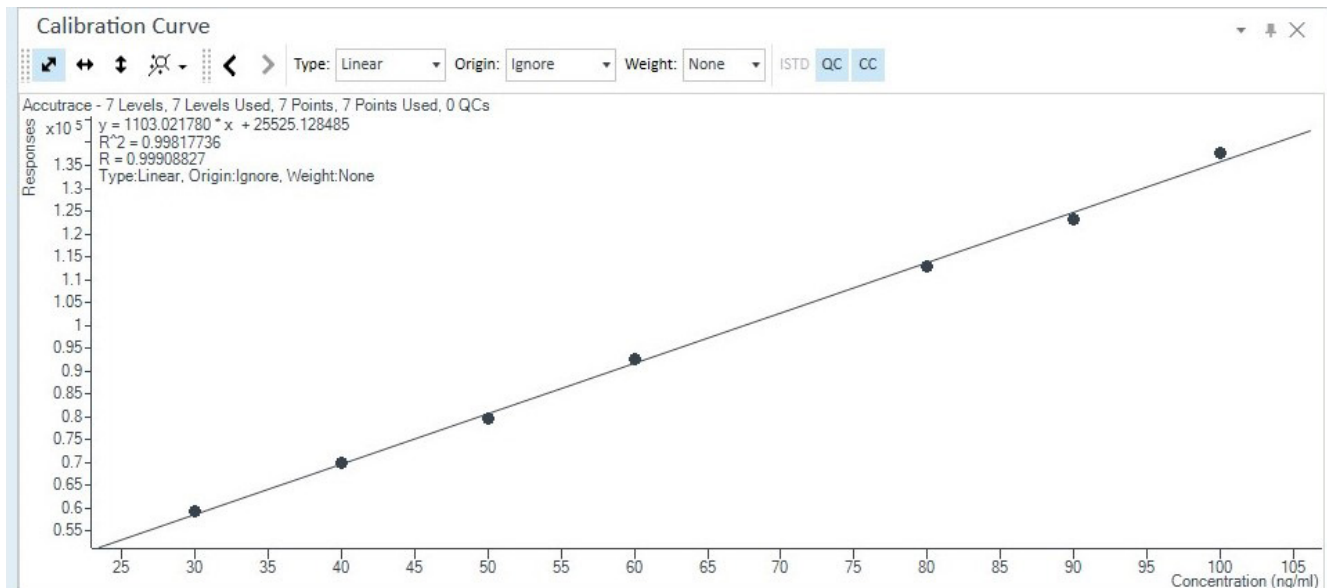 Calibration Curve
Type: Linear Origin: Ignore Weight: None ISTD QC CC
Accutrace - 7 Levels, 7 Levels Used, 7 Points, 7 Points Used, 0 QCs
Responses
x10 5
y = 1103.021780 * x + 25525.128485
R^2 = 0.99817736
R = 0.99908827
Type:Linear, Origin:Ignore, Weight:None
1.35
1.3
1.25
1.2
1.15
1.1
1.05
1
0.95
0.9
0.85
0.8
0.75
0.7
0.65
0.6
0.55
25 30 35 40 45 50 55 60 65 70 75 80 85 90 95 100 105
Concentration (ng/ml)